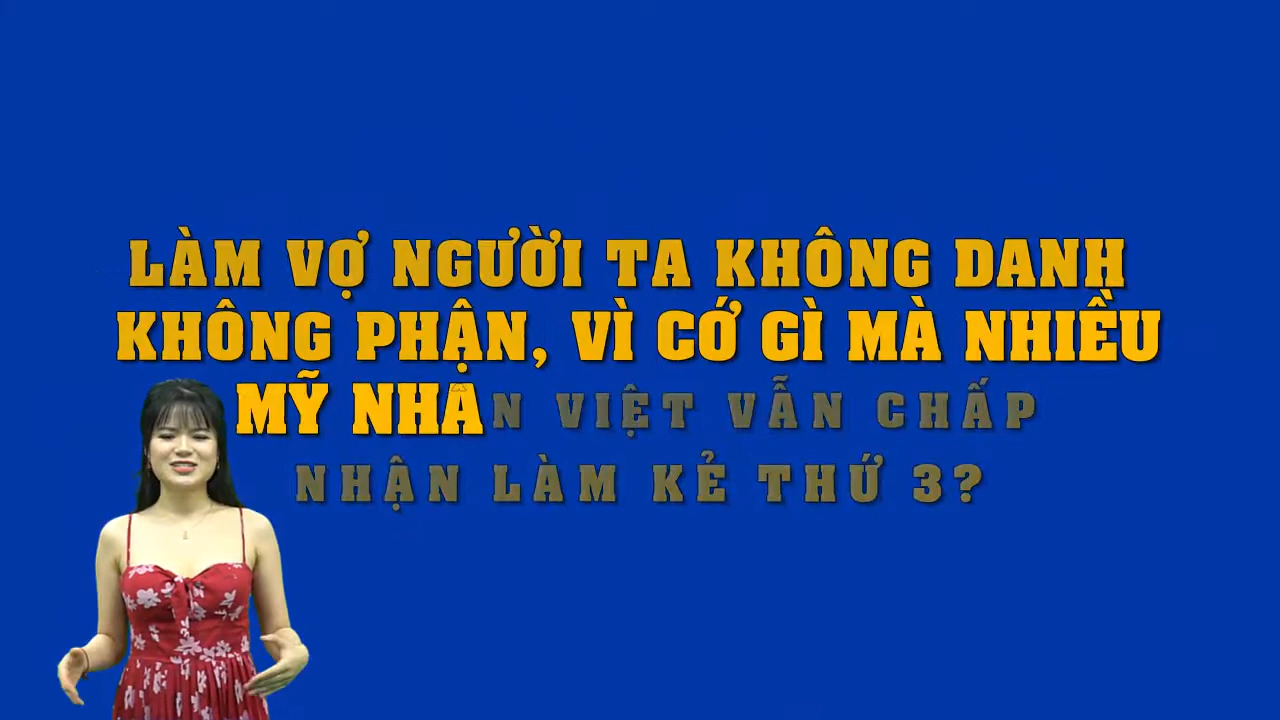 LÀM VỢ NGƯỜI TA KHÔNG DANH
KHÔNG PHẬN, VÌ CỚ GÌ MÀ NHIỀU
MỸ NHÂN VIỆT VẪN CHẤP
NHẬN LÀM KẺ THỨ 3?